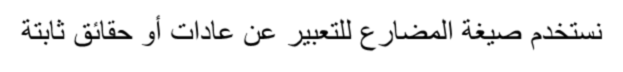 نستخدم صيغة المضارع للتعبير عن عادات أو حقائق ثابتة